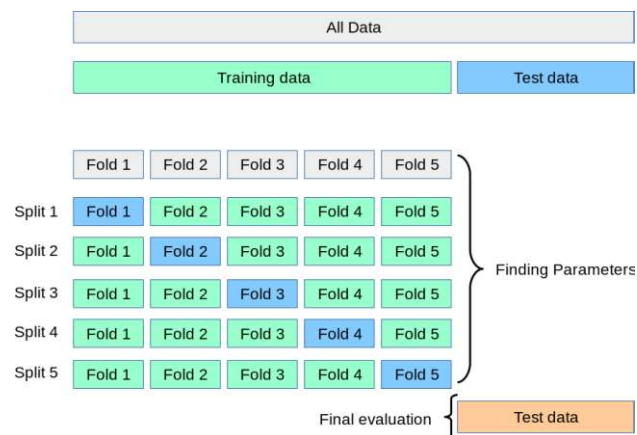 All Data
Training data Test data
Fold 1 Fold 2 Fold 3 Fold 4 Fold 5
Split 1 Fold 1 Fold 2 Fold 3 Fold 4 Fold 5
Split 2 Fold 1 Fold 2 Fold 3 Fold 4 Fold 5
Finding Parameters
Split 3 Fold 1 Fold 2 Fold 3 Fold 4 Fold 5
Split 4 Fold 1 Fold 2 Fold 3 Fold 4 Fold 5
Split 5 Fold 1 Fold 2 Fold 3 Fold 4 Fold 5
Final evaluation Test data